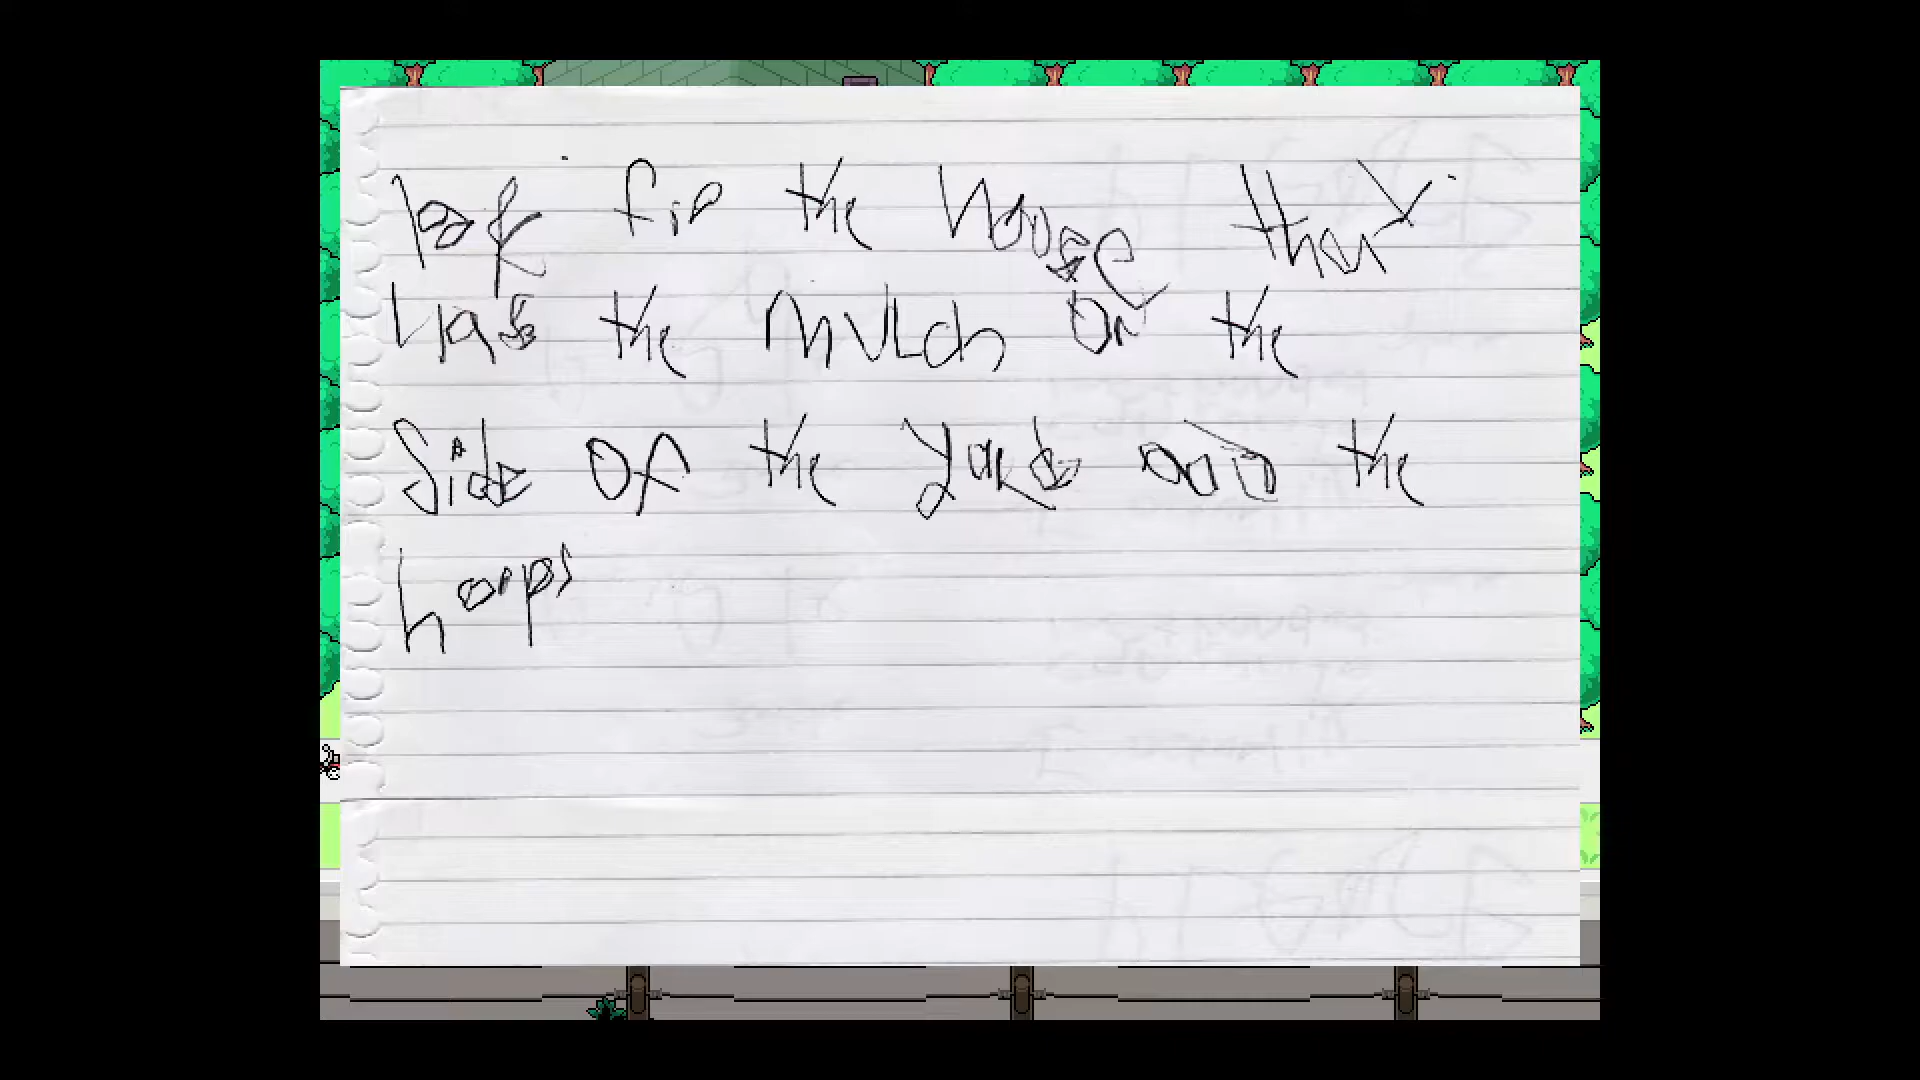 look for the house that
has the mulch on the
side of the yard and the
hoops